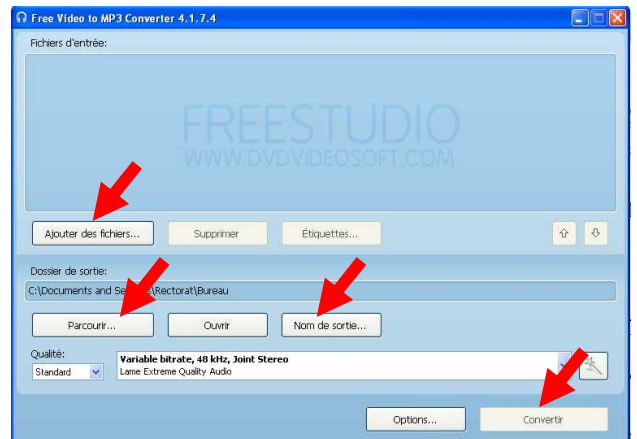 Free Video to MP3 Converter 4.1.7.4
Fichiers d'entrée:
FREESTUDIO
WWW.DVDVIDEOSOFT.COM
Ajouter des fichiers... Supprimer Étiquettes...
Dossier de sortie:
C:\Documents and \Rectorat\Bureau
Parcourir... Ouvrir Nom de sortie...
Qualité:
Standard
Variable bitrate, 48 kHz, Joint Stereo
Lame Extreme Quality Audio
Options... Convertir